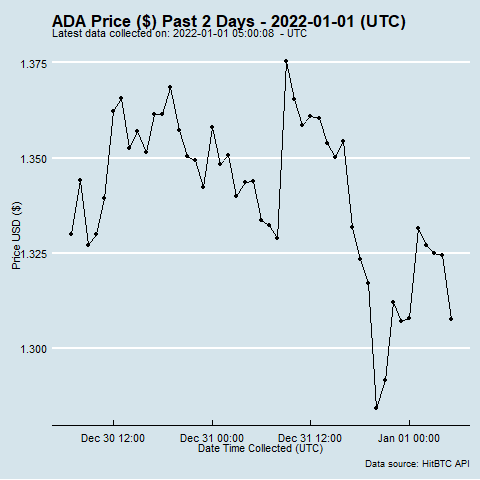 ADA Price ($) Past 2 Days - 2022-01-01 (UTC)
Latest data collected on: 2022-01-01 05:00:08 - UTC
1.375
1.350
1.325
1.300
Price USD ($)
Dec 30 12:00 Dec 31 00:00 Dec 31 12:00 Jan 01 00:00
Date Time Collected (UTC)
Data source: HitBTC API